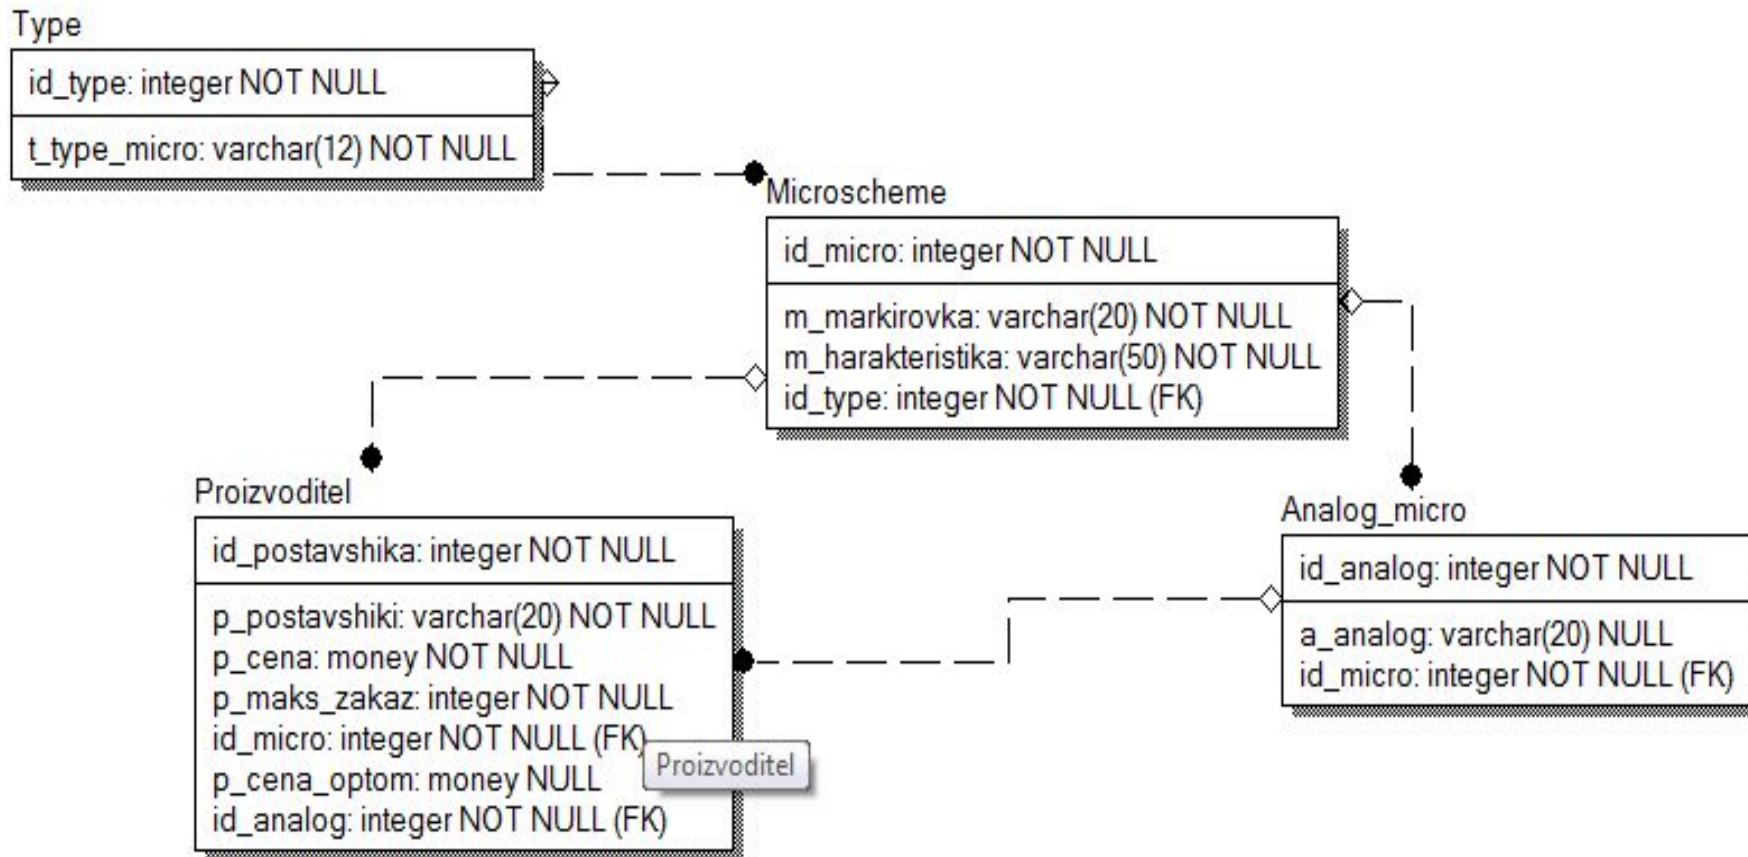 Type
id_type: integer NOT NULL
t_type_micro: varchar(12) NOT NULL
Microscheme
id_micro: integer NOT NULL
m_markirovka: varchar(20) NOT NULL
m_harakteristika: varchar(50) NOT NULL
id_type: integer NOT NULL (FK)
Proizvoditel
id_postavshika: integer NOT NULL
p_postavshiki: varchar(20) NOT NULL
p_cena: money NOT NULL
p_maks_zakaz: integer NOT NULL
id_micro: integer NOT NULL (FK)
p_cena_optom: money NULL
id_analog: integer NOT NULL (FK)
Proizvoditel
Analog_micro
id_analog: integer NOT NULL
a_analog: varchar(20) NULL
id_micro: integer NOT NULL (FK)